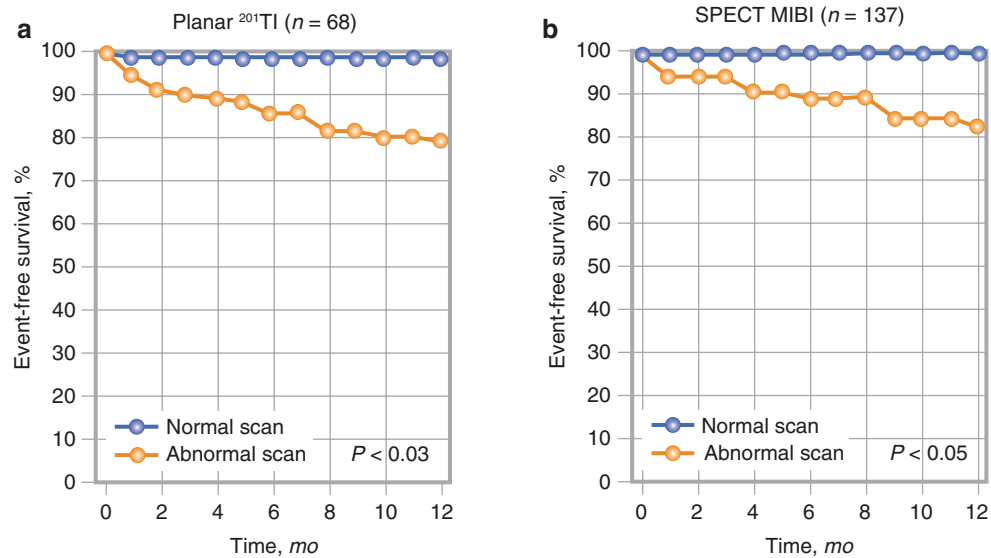 a
Planar ²⁰¹TI (n = 68)
Event-free survival, %
100
90
80
70
60
50
40
30
20
10
0
Normal scan
Abnormal scan
P < 0.03
0 2 4 6 8 10 12
Time, mo
b
SPECT MIBI (n = 137)
Event-free survival, %
100
90
80
70
60
50
40
30
20
10
0
Normal scan
Abnormal scan
P < 0.05
0 2 4 6 8 10 12
Time, mo